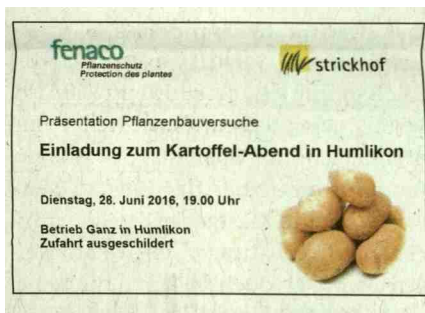 fenaco
Pflanzenschutz
Protection des plantes
strickhof
Präsentation Pflanzenbauversuche
Einladung zum Kartoffel-Abend in Humlikon
Dienstag, 28. Juni 2016, 19.00 Uhr
Betrieb Ganz in Humlikon
Zufahrt ausgeschildert